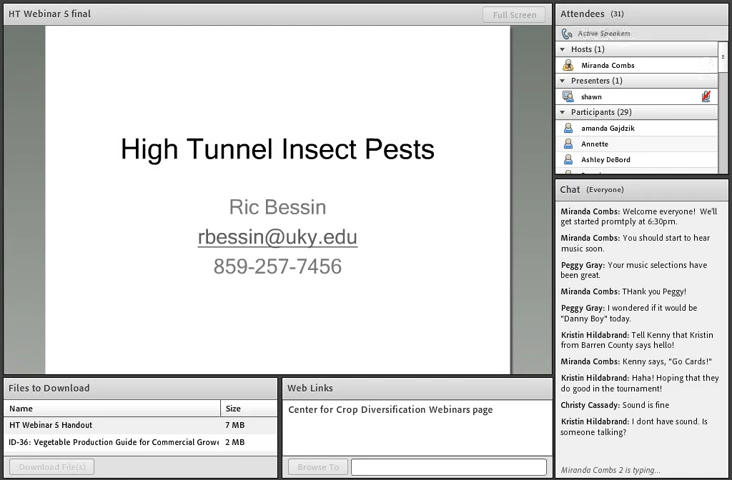 HT Webinar 5 final
Full Screen
High Tunnel Insect Pests
Ric Bessin
rbessin@uky.edu
859-257-7456
Files to Download
Name Size
HT Webinar 5 Handout 7 MB
ID-36: Vegetable Production Guide for Commercial Growe 2 MB
Download File(s)
Web Links
Center for Crop Diversification Webinars page
Browse To
Attendees (31)
Active Speakers
Hosts (1)
Miranda Combs
Presenters (1)
shawn
Participants (29)
amanda Gajdzik
Annette
Ashley DeBord
Chat (Everyone)
Miranda Combs: Welcome everyone! We'll
get started promtply at 6:30pm.
Miranda Combs: You should start to hear
music soon.
Peggy Gray: Your music selections have
been great.
Miranda Combs: THank you Peggy!
Peggy Gray: I wondered if it would be
"Danny Boy" today.
Kristin Hildabrand: Tell Kenny that Kristin
from Barren County says hello!
Miranda Combs: Kenny says, "Go Cards!"
Kristin Hildabrand: Haha! Hoping that they
do good in the tournament!
Christy Cassady: Sound is fine
Kristin Hildabrand: I dont have sound. Is
someone talking?
Miranda Combs 2 is typing...